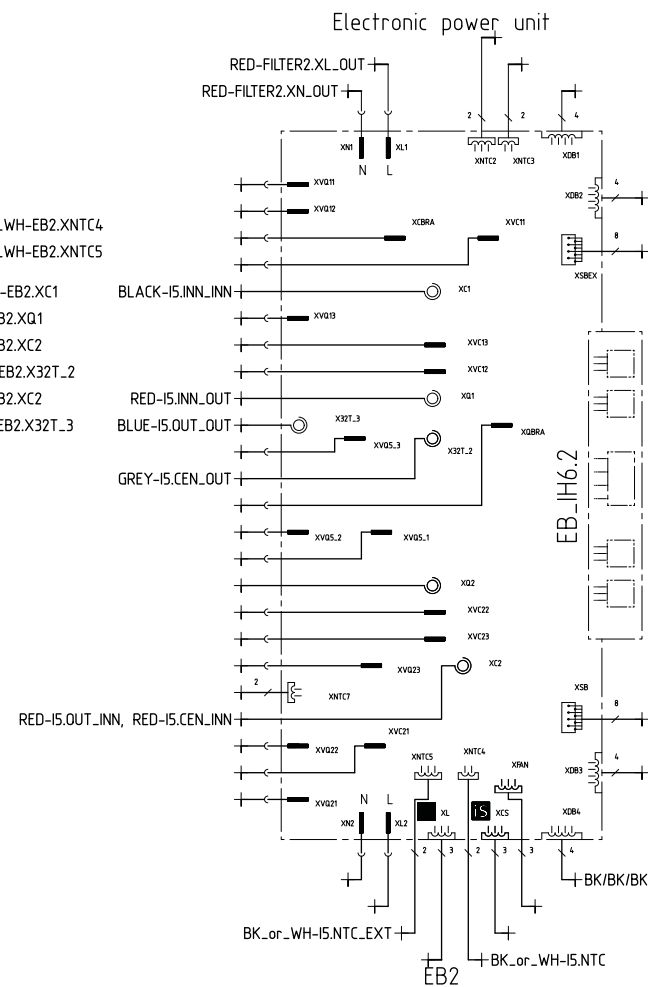 Electronic power unit
RED-FILTER2.XL_OUT
RED-FILTER2.XN_OUT
2
2
4
XN1
XL1
XNTC2
XNTC3
XDB1
N
L
XVQ11
XDB2
4
XVQ12
_WH-EB2.XNTC4
XCBRA
XVC11
8
_WH-EB2.XNTC5
XSBEX
-EB2.XC1
BLACK-I5.INN_INN
XC1
B2.XQ1
XVQ13
B2.XC2
XVC13
EB2.X32T_2
XVC12
B2.XC2
RED-I5.INN_OUT
XQ1
EB2.X32T_3
BLUE-I5.OUT_OUT
X32T_3
XQBRA
XVQ5_3
X32T_2
GREY-I5.CEN_OUT
EB_IH6.2
XVQ5_2
XVQ5_1
XQ2
XVC22
XVC23
XVQ23
XC2
2
XNTC7
XSB
8
RED-I5.OUT_INN, RED-I5.CEN_INN
XVC21
XVQ22
XNTC5
XNTC4
XFAN
XDB3
4
XVQ21
N
L
XN2
XL2
XL
iS
XCS
XDB4
2
3
2
3
3
4
BK/BK/BK
BK_or_WH-I5.NTC_EXT
BK_or_WH-I5.NTC
EB2